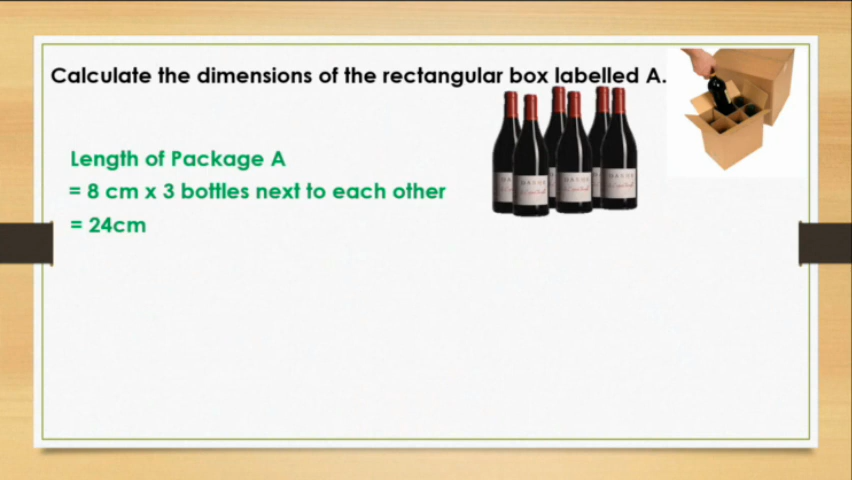 Calculate the dimensions of the rectangular box labelled A.
Length of Package A
= 8 cm x 3 bottles next to each other
= 24cm